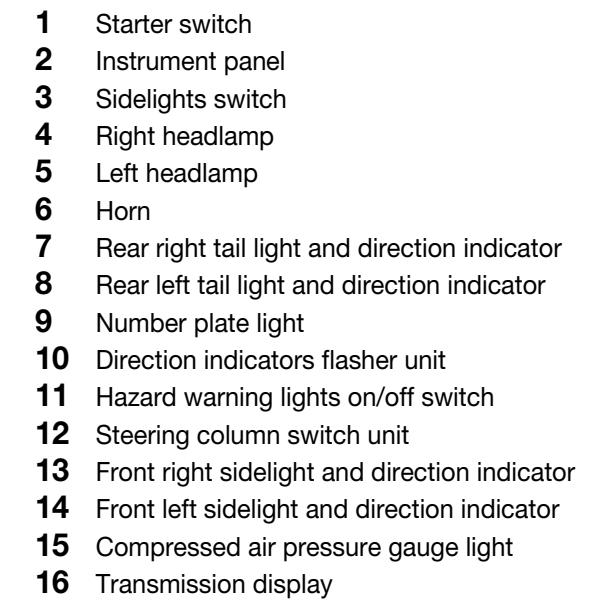 1 Starter switch
2 Instrument panel
3 Sidelights switch
4 Right headlamp
5 Left headlamp
6 Horn
7 Rear right tail light and direction indicator
8 Rear left tail light and direction indicator
9 Number plate light
10 Direction indicators flasher unit
11 Hazard warning lights on/off switch
12 Steering column switch unit
13 Front right sidelight and direction indicator
14 Front left sidelight and direction indicator
15 Compressed air pressure gauge light
16 Transmission display